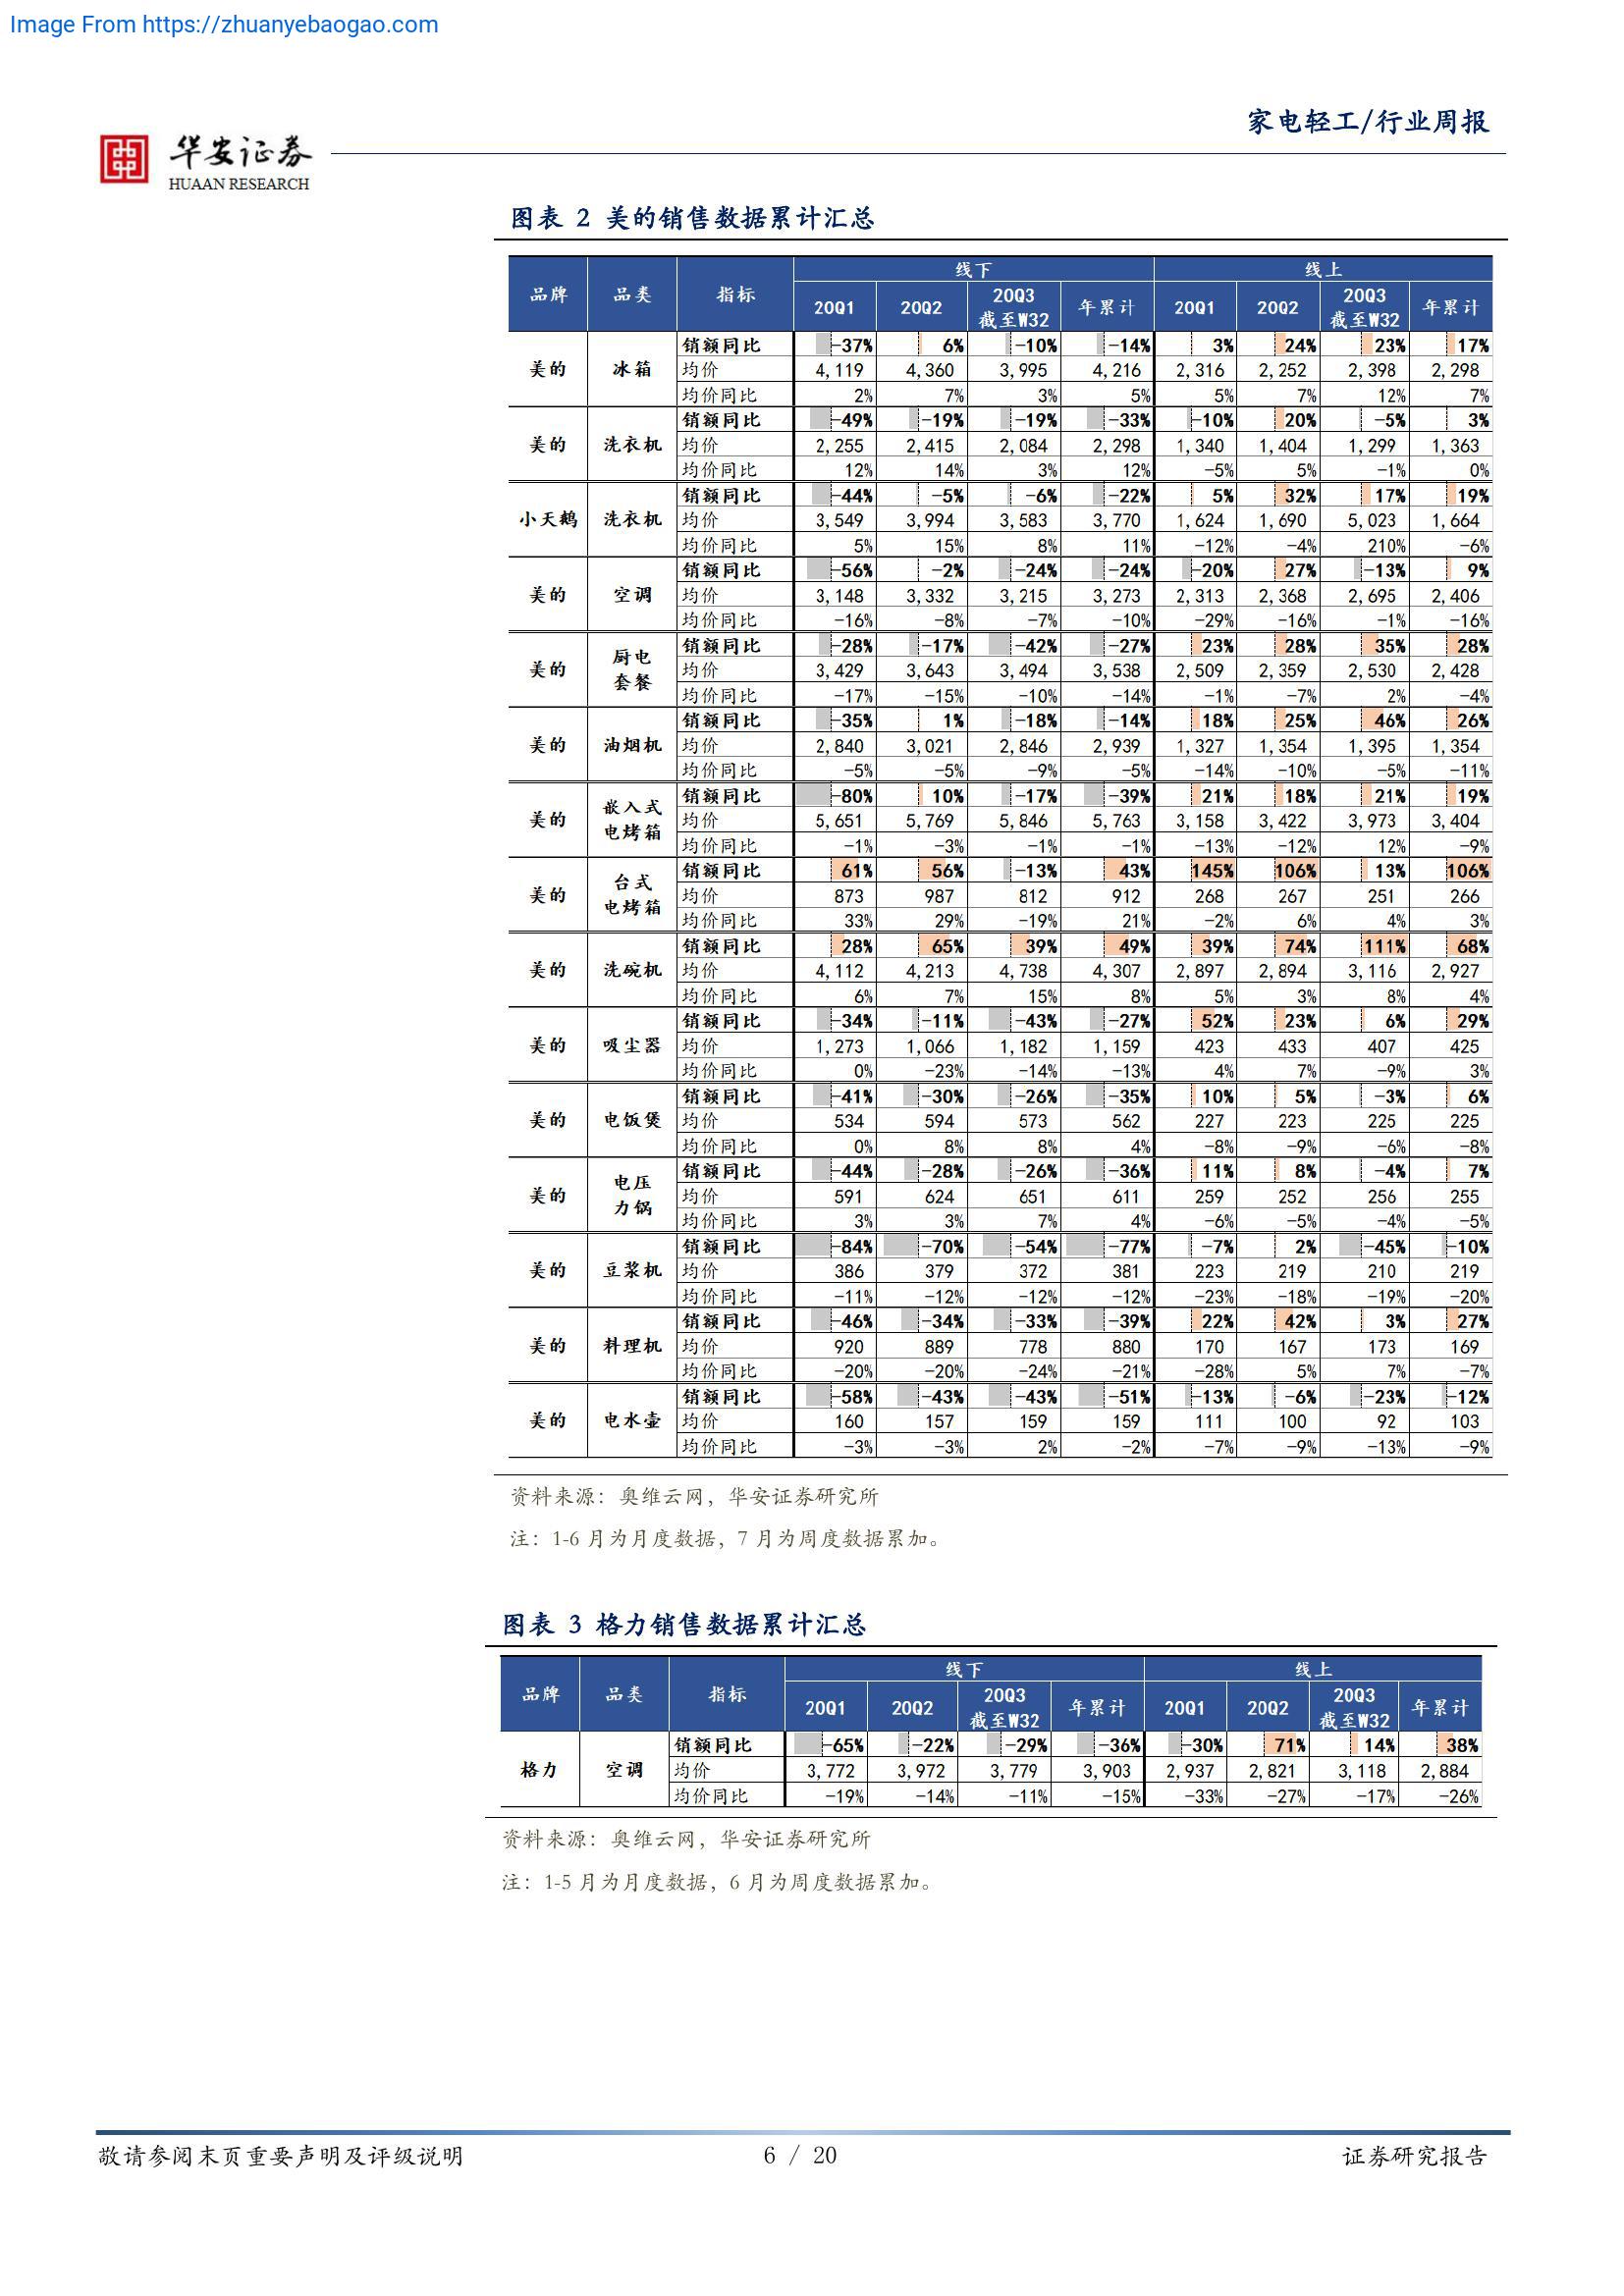 Image From https://zhuanyebaogao.com
家电轻工/行业周报
华安证券
HUAAN RESEARCH
图表 2 美的销售数据累计汇总
品牌 品类 指标 线下 线上
20Q1 20Q2 20Q3 截至W32 年累计 20Q1 20Q2 20Q3 截至W32 年累计
美的 冰箱 销额同比 -37% 6% -10% -14% 3% 24% 23% 17%
均价 4,119 4,360 3,995 4,216 2,316 2,252 2,398 2,298
均价同比 2% 7% 3% 5% 5% 7% 12% 7%
美的 洗衣机 销额同比 -49% -19% -19% -33% -10% 20% -5% 3%
均价 2,255 2,415 2,084 2,298 1,340 1,404 1,299 1,363
均价同比 12% 14% 3% 12% -5% 5% -1% 0%
小天鹅 洗衣机 销额同比 -44% -5% -6% -22% 5% 32% 17% 19%
均价 3,549 3,994 3,583 3,770 1,624 1,690 5,023 1,664
均价同比 5% 15% 8% 11% -12% -4% 210% -6%
美的 空调 销额同比 -56% -2% -24% -24% -20% 27% -13% 9%
均价 3,148 3,332 3,215 3,273 2,313 2,368 2,695 2,406
均价同比 -16% -8% -7% -10% -29% -16% -1% -16%
美的 厨电套餐 销额同比 -28% -17% -42% -27% 23% 28% 35% 28%
均价 3,429 3,643 3,494 3,538 2,509 2,359 2,530 2,428
均价同比 -17% -15% -10% -14% -1% -7% 2% -4%
美的 油烟机 销额同比 -35% 1% -18% -14% 18% 25% 46% 26%
均价 2,840 3,021 2,846 2,939 1,327 1,354 1,395 1,354
均价同比 -5% -5% -9% -5% -14% -10% -5% -11%
美的 嵌入式电烤箱 销额同比 -80% 10% -17% -39% 21% 18% 21% 19%
均价 5,651 5,769 5,846 5,763 3,158 3,422 3,973 3,404
均价同比 -1% -3% -1% -1% -13% -12% 12% -9%
美的 台式电烤箱 销额同比 61% 56% -13% 43% 145% 106% 13% 106%
均价 873 987 812 912 268 267 251 266
均价同比 33% 29% -19% 21% -2% 6% 4% 3%
美的 洗碗机 销额同比 28% 65% 39% 49% 39% 74% 111% 68%
均价 4,112 4,213 4,738 4,307 2,897 2,894 3,116 2,927
均价同比 6% 7% 15% 8% 5% 3% 8% 4%
美的 吸尘器 销额同比 -34% -11% -43% -27% 52% 23% 6% 29%
均价 1,273 1,066 1,182 1,159 423 433 407 425
均价同比 0% -23% -14% -13% 4% 7% -9% 3%
美的 电饭煲 销额同比 -41% -30% -26% -35% 10% 5% -3% 6%
均价 534 594 573 562 227 223 225 225
均价同比 0% 8% 8% 4% -8% -9% -6% -8%
美的 电压力锅 销额同比 -44% -28% -26% -36% 11% 8% -4% 7%
均价 591 624 651 611 259 252 256 255
均价同比 3% 3% 7% 4% -6% -5% -4% -5%
美的 豆浆机 销额同比 -84% -70% -54% -77% -7% 2% -45% -10%
均价 386 379 372 381 223 219 210 219
均价同比 -11% -12% -12% -12% -23% -18% -19% -20%
美的 料理机 销额同比 -46% -34% -33% -39% 22% 42% 3% 27%
均价 920 889 778 880 170 167 173 169
均价同比 -20% -20% -24% -21% -28% 5% 7% -7%
美的 电水壶 销额同比 -58% -43% -43% -51% -13% -6% -23% -12%
均价 160 157 159 159 111 100 92 103
均价同比 -3% -3% 2% -2% -7% -9% -13% -9%
资料来源：奥维云网，华安证券研究所
注：1-6 月为月度数据，7 月为周度数据累加。
图表 3 格力销售数据累计汇总
品牌 品类 指标 线下 线上
20Q1 20Q2 20Q3 截至W32 年累计 20Q1 20Q2 20Q3 截至W32 年累计
格力 空调 销额同比 -65% -22% -29% -36% -30% 71% 14% 38%
均价 3,772 3,972 3,779 3,903 2,937 2,821 3,118 2,884
均价同比 -19% -14% -11% -15% -33% -27% -17% -26%
资料来源：奥维云网，华安证券研究所
注：1-5 月为月度数据，6 月为周度数据累加。
敬请参阅末页重要声明及评级说明 6 / 20 证券研究报告